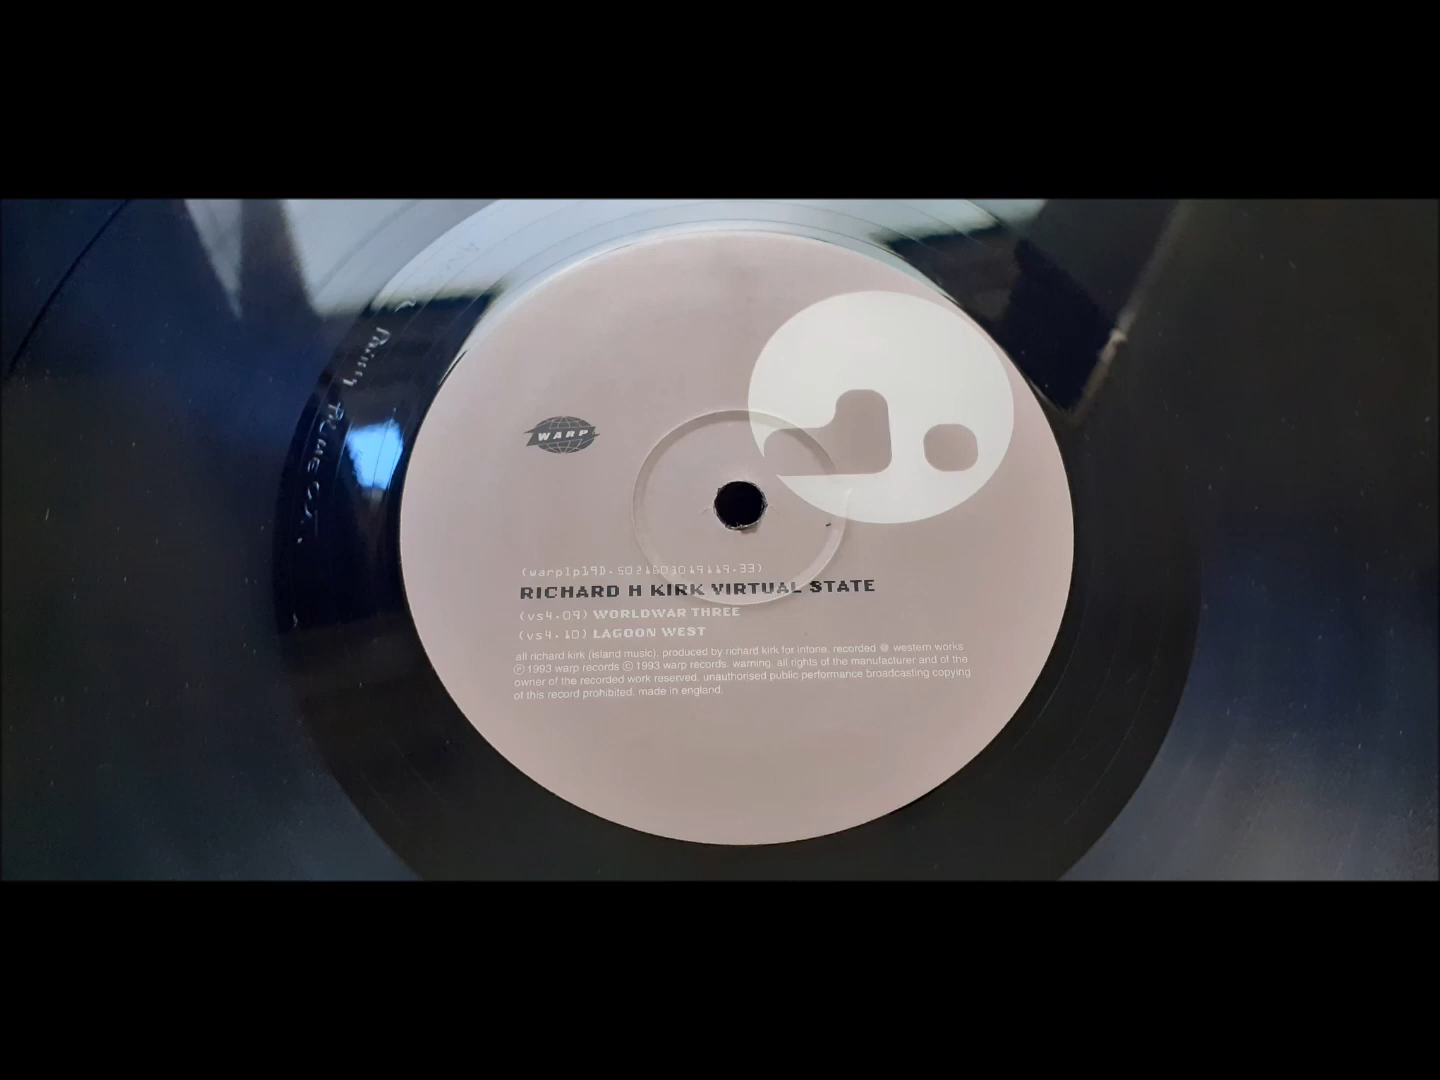 WARP
(warplp19D.5021603019119.33)
RICHARD H KIRK VIRTUAL STATE
(vs4.09) WORLDWAR THREE
(vs4.10) LAGOON WEST
all richard kirk (island music). produced by richard kirk for intone. recorded @ western works
Ⓟ 1993 warp records © 1993 warp records. warning. all rights of the manufacturer and of the
owner of the recorded work reserved. unauthorised public performance broadcasting copying
of this record prohibited. made in england.